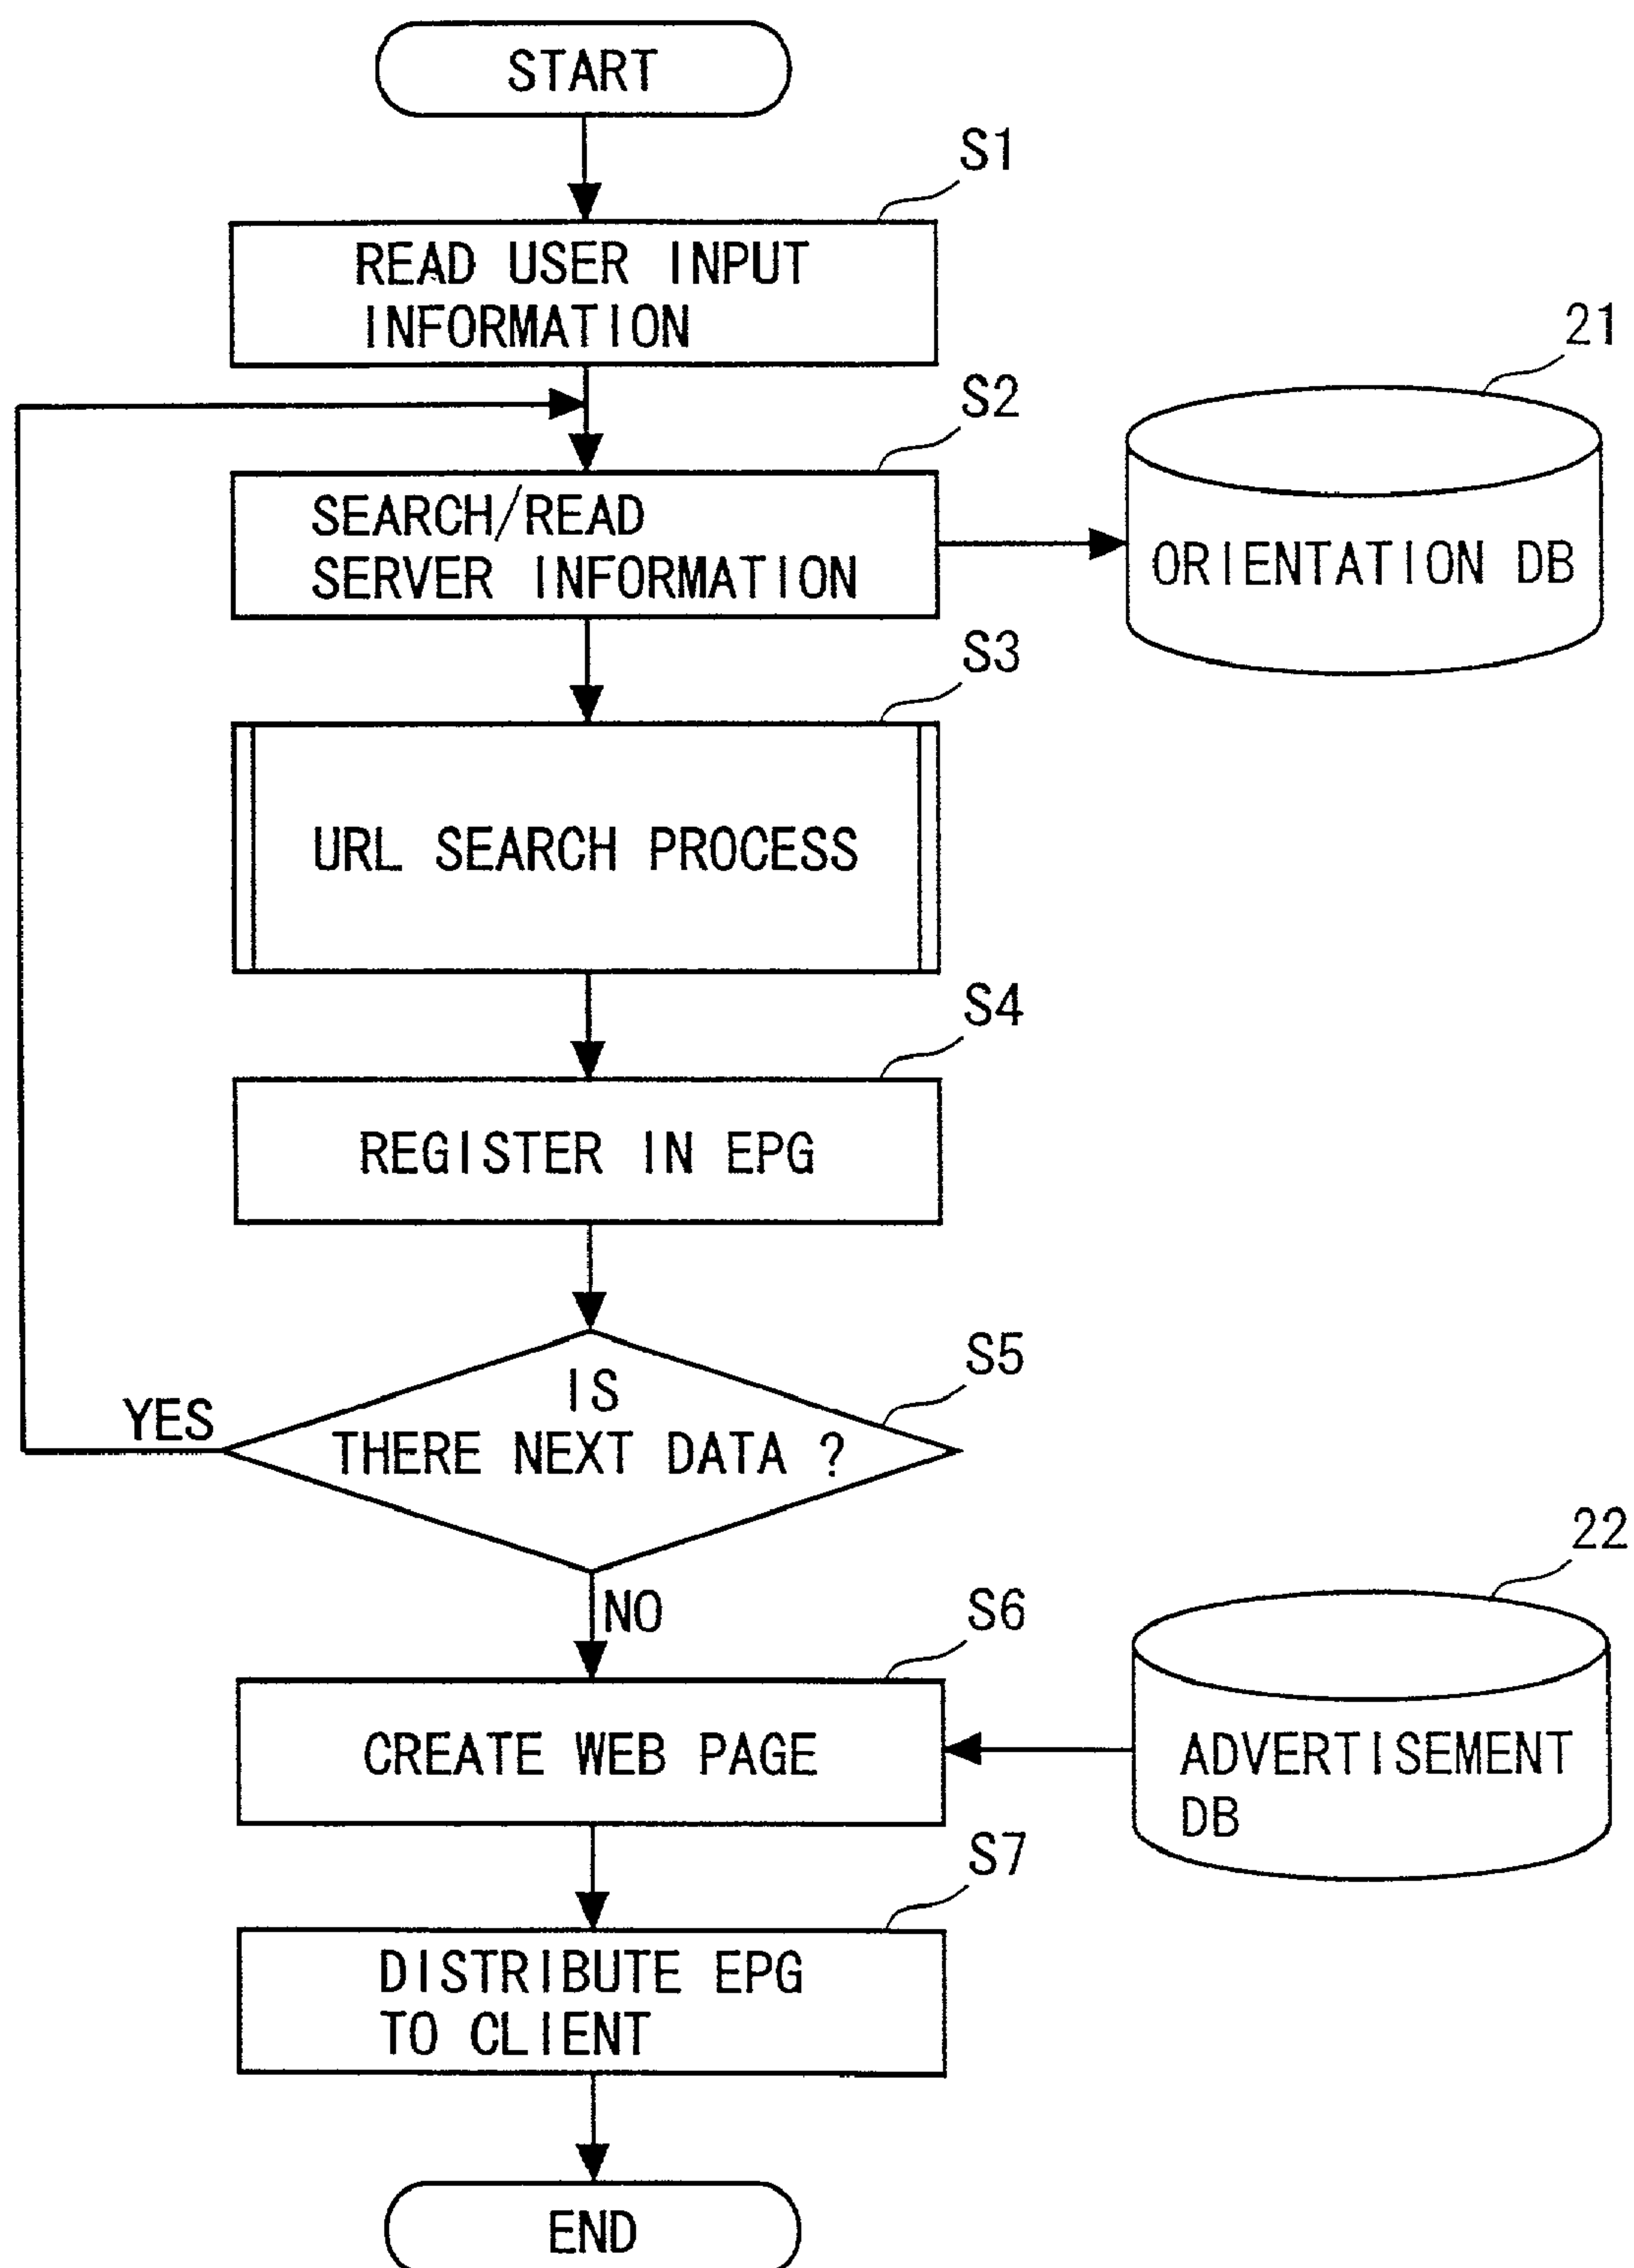 START
S1
READ USER INPUT
INFORMATION
21
S2
SEARCH/READ
SERVER INFORMATION
ORIENTATION DB
S3
URL SEARCH PROCESS
S4
REGISTER IN EPG
S5
IS
THERE NEXT DATA ?
YES
22
NO
S6
CREATE WEB PAGE
ADVERTISEMENT
DB
S7
DISTRIBUTE EPG
TO CLIENT
END